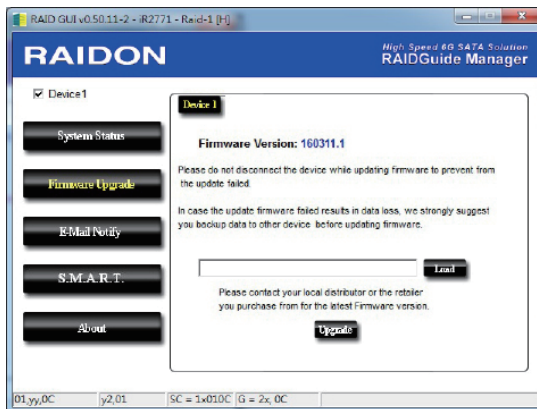 RAID GUI v0.50.11-2 - iR2771 - Raid-1 [H]
RAIDON
High Speed 6G SATA Solution
RAIDGuide Manager
Device1
System Status
Firmware Upgrade
E-Mail Notify
S.M.A.R.T.
About
Device 1
Firmware Version: 160311.1
Please do not disconnect the device while updating firmware to prevent from
the update failed.
In case the update firmware failed results in data loss, we strongly suggest
you backup data to other device before updating firmware.
Load
Please contact your local distributor or the retailer
you purchase from for the latest Firmware version.
Upgrade
01,yy,0C
y2,01
SC = 1x010C
G = 2x, 0C